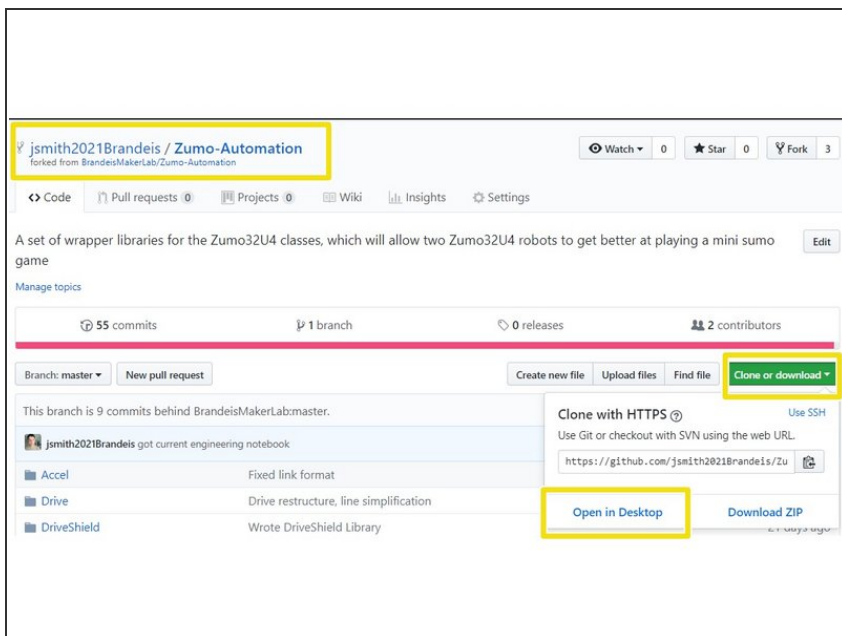 jsmith2021Brandeis / Zumo-Automation
forked from BrandeisMakerLab/Zumo-Automation
Watch 0 Star 0 Fork 3
Code Pull requests 0 Projects 0 Wiki Insights Settings
A set of wrapper libraries for the Zumo32U4 classes, which will allow two Zumo32U4 robots to get better at playing a mini sumo
game
Edit
Manage topics
55 commits 1 branch 0 releases 2 contributors
Branch: master New pull request Create new file Upload files Find file Clone or download
This branch is 9 commits behind BrandeisMakerLab:master.
jsmith2021Brandeis got current engineering notebook
Accel Fixed link format
Drive Drive restructure, line simplification
DriveShield Wrote DriveShield Library
Clone with HTTPS ? Use SSH
Use Git or checkout with SVN using the web URL.
https://github.com/jsmith2021Brandeis/Zu
Open in Desktop Download ZIP
days ago